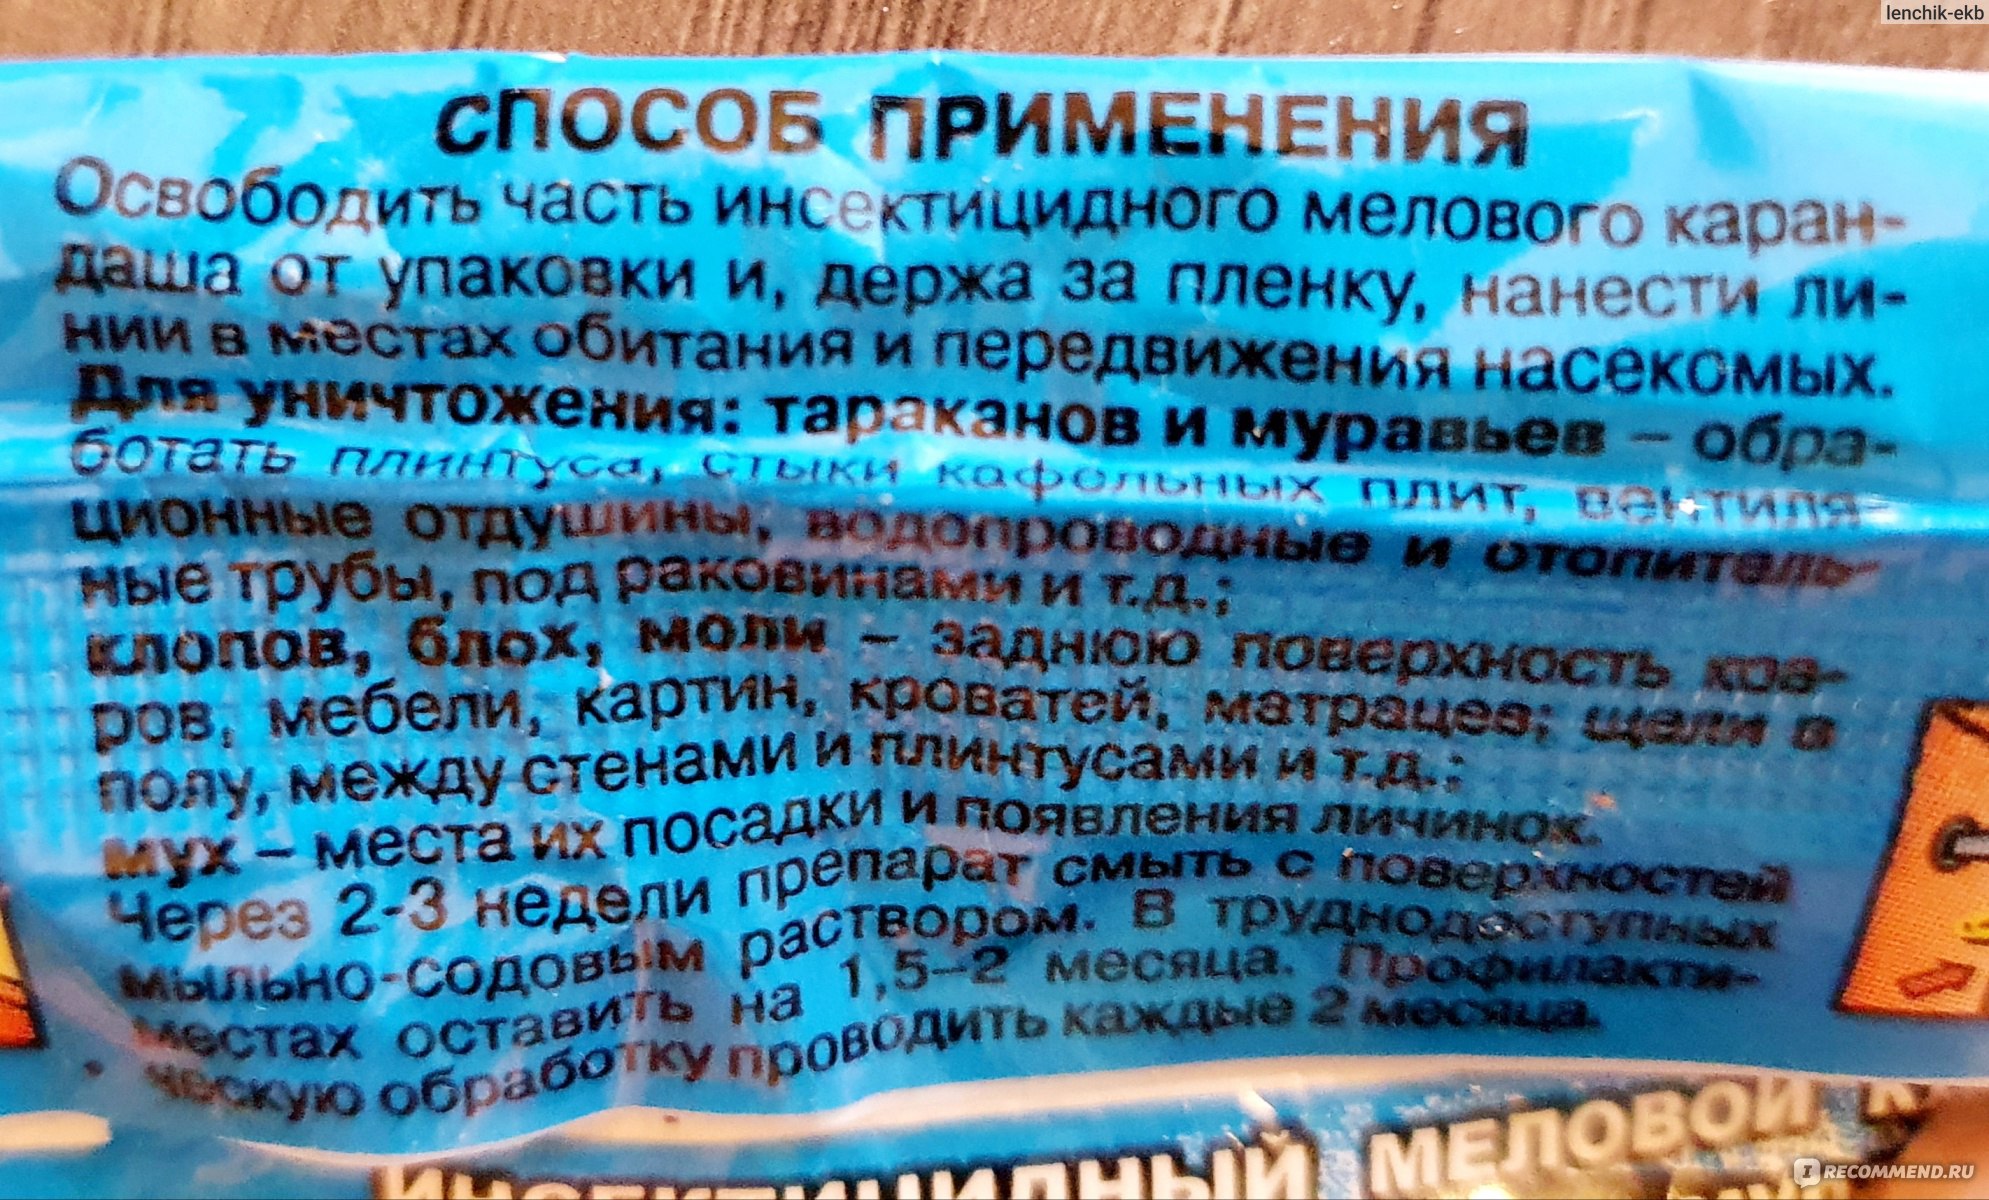 lenchik-ekb
СПОСОБ ПРИМЕНЕНИЯ
Освободить часть инсектицидного мелового каран-
даша от упаковки и, держа за пленку, нанести ли-
нии в местах обитания и передвижения насекомых.
Для уничтожения: тараканов и муравьев – обра-
ботать плинтуса, стыки кафольных плит, вентиля-
ционные отдушины, водопроводные и отопитель-
ные трубы, под раковинами и т.д.;
клопов, блох, моли – заднюю поверхность ков-
ров, мебели, картин, кроватей, матрацев; щели в
полу, между стенами и плинтусами и т.д.;
мух – места их посадки и появления личинок.
Через 2-3 недели препарат смыть с поверхностей
мыльно-содовым раствором. В труднодоступных
местах оставить на 1,5–2 месяца. Профилакти-
ческую обработку проводить каждые 2 месяца.
ИНСЕКТИЦИДНЫЙ МЕЛОВОЙ К
RECOMMEND.RU